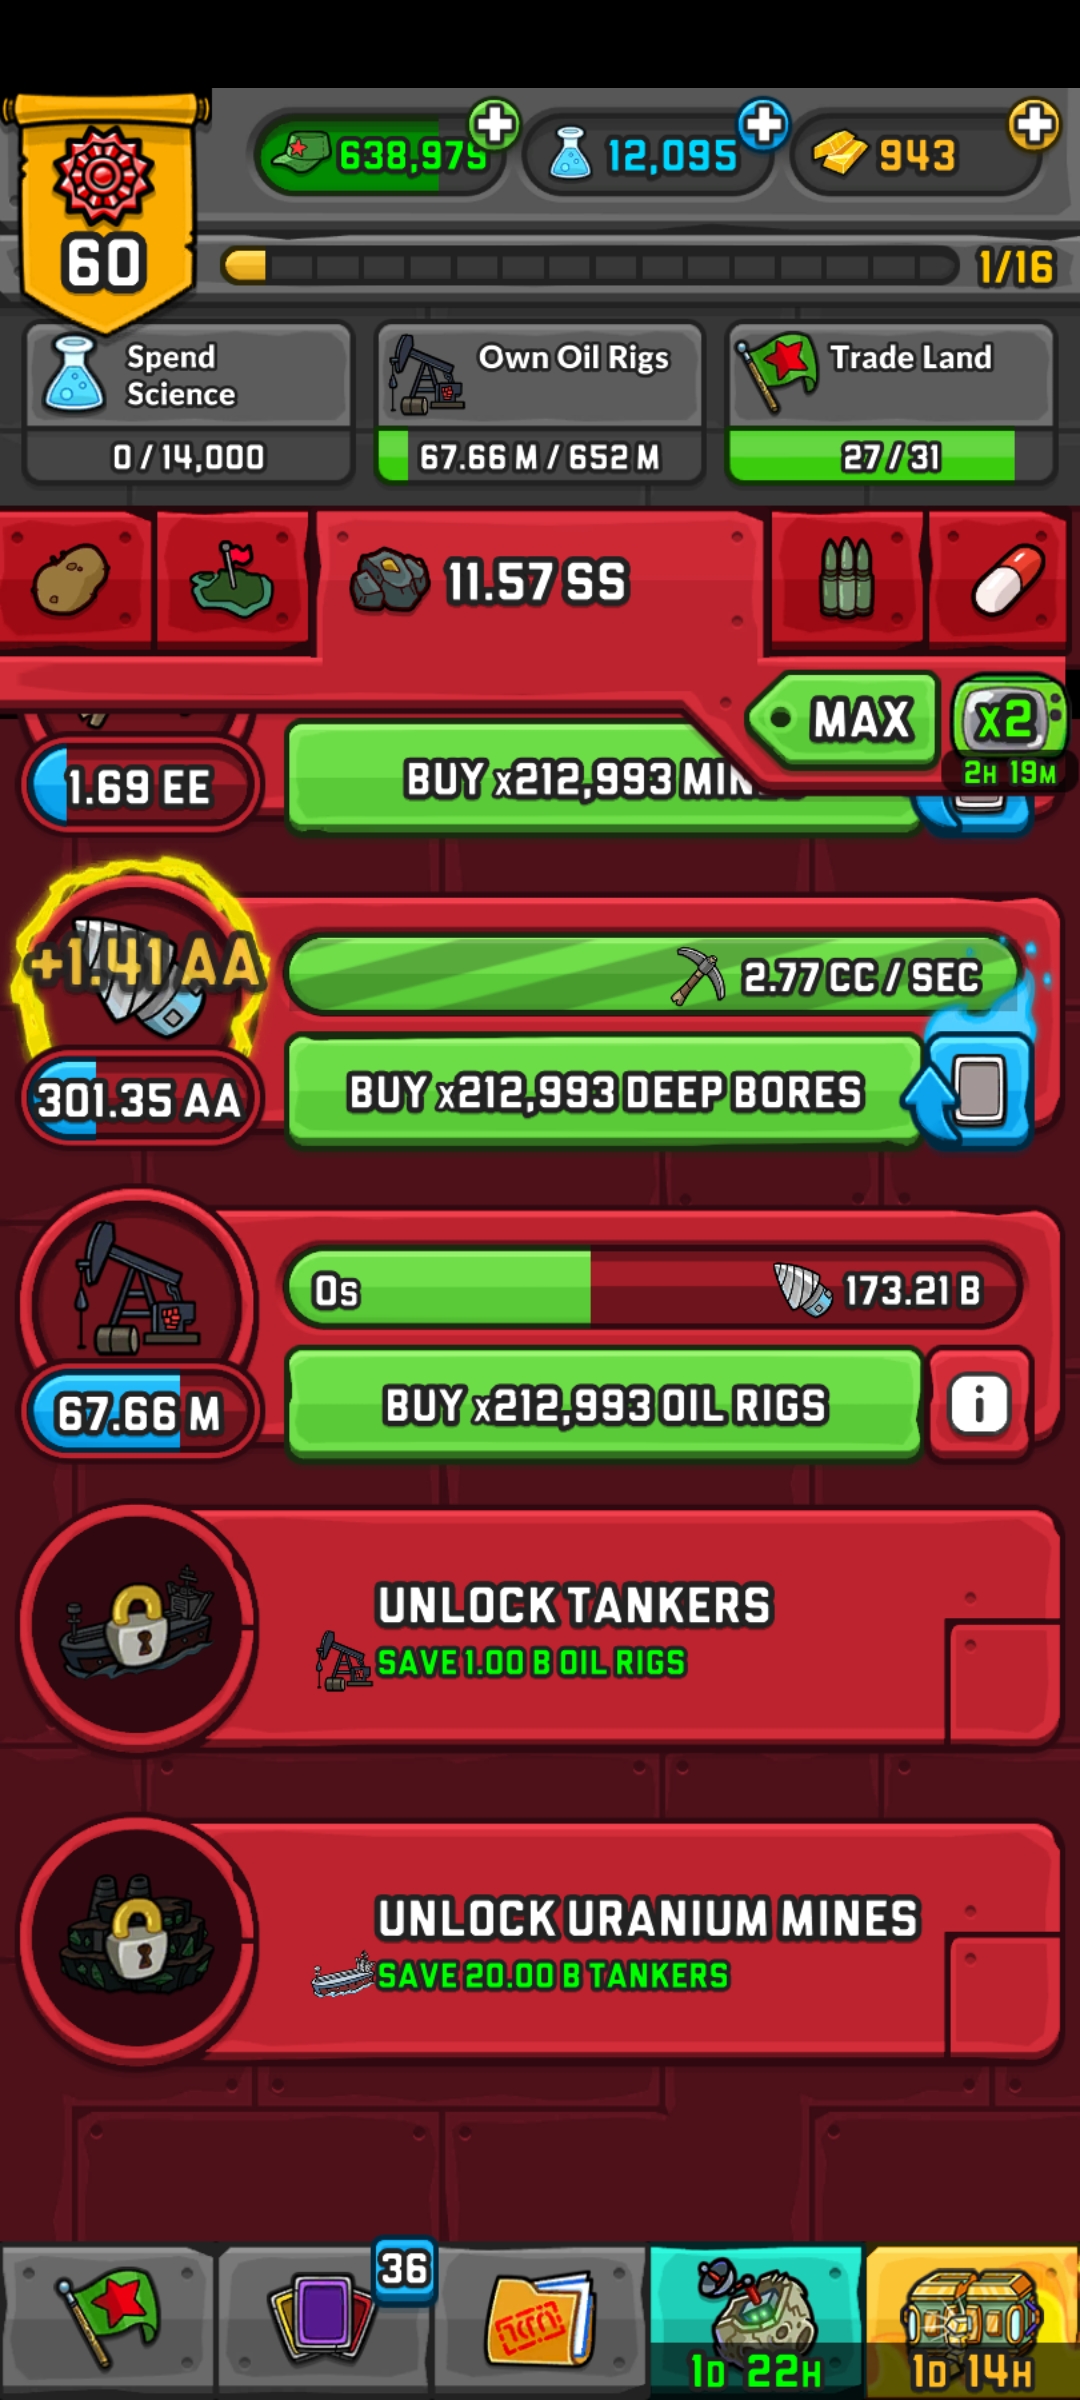 638,975
12,095
943
60
1/16
Spend
Science
Own Oil Rigs
Trade Land
0/14,000
67.66 M/652 M
27/31
11.57 SS
MAX
x2
2H 19M
1.69 EE
BUY x212,993
+1.41 AA
2.77 CC/SEC
301.35 AA
BUY x212,993 DEEP BORES
0s
173.21 B
67.66 M
BUY x212,993 OIL RIGS
i
UNLOCK TANKERS
SAVE 1.00 B OIL RIGS
UNLOCK URANIUM MINES
SAVE 20.00 B TANKERS
36
1D 22H
1D 14H